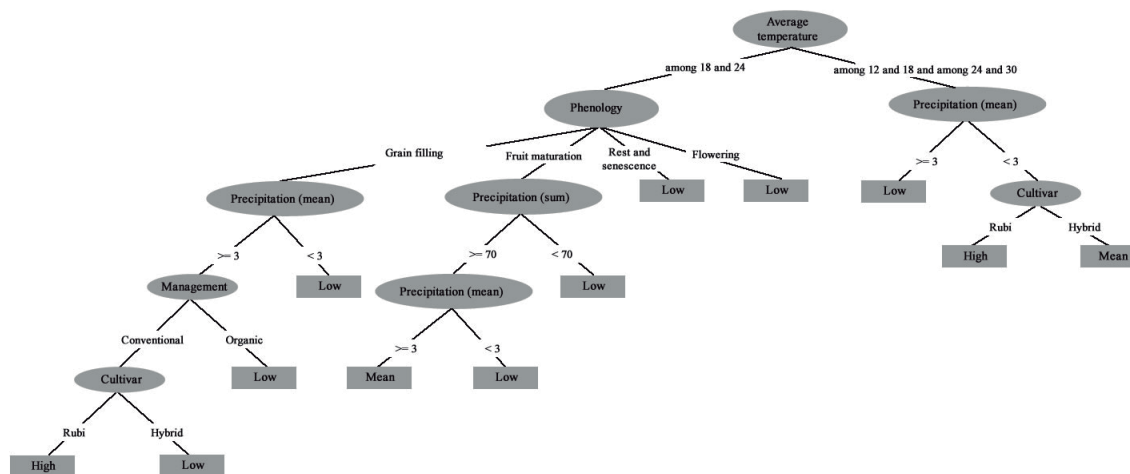 Average
temperature
among 18 and 24
among 12 and 18 and among 24 and 30
Phenology
Precipitation (mean)
Grain filling
Fruit maturation
Rest and
senescence
Flowering
>= 3
< 3
Precipitation (mean)
Precipitation (sum)
Low
Low
Low
Cultivar
Rubi
Hybrid
>= 3
< 3
>= 70
< 70
High
Mean
Management
Low
Precipitation (mean)
Low
Conventional
Organic
>= 3
< 3
Cultivar
Low
Mean
Low
Rubi
Hybrid
High
Low